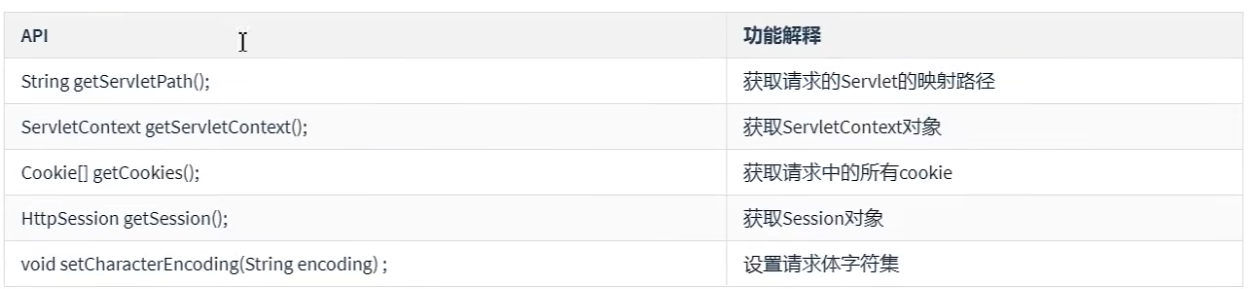 API 功能解释
String getServletPath(); 获取请求的Servlet的映射路径
ServletContext getServletContext(); 获取ServletContext对象
Cookie[] getCookies(); 获取请求中的所有cookie
HttpSession getSession(); 获取Session对象
void setCharacterEncoding(String encoding) ; 设置请求体字符集